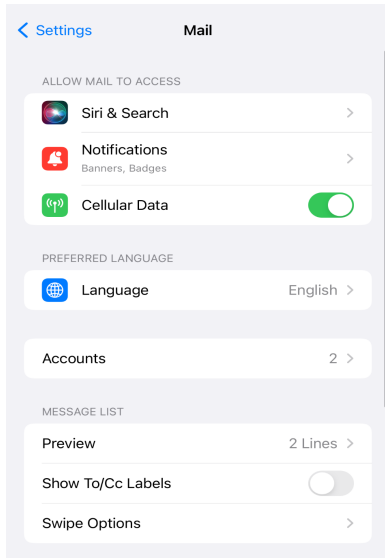 Settings
Mail
ALLOW MAIL TO ACCESS
Siri & Search
Notifications
Banners, Badges
Cellular Data
PREFERRED LANGUAGE
Language English
Accounts 2
MESSAGE LIST
Preview 2 Lines
Show To/Cc Labels
Swipe Options